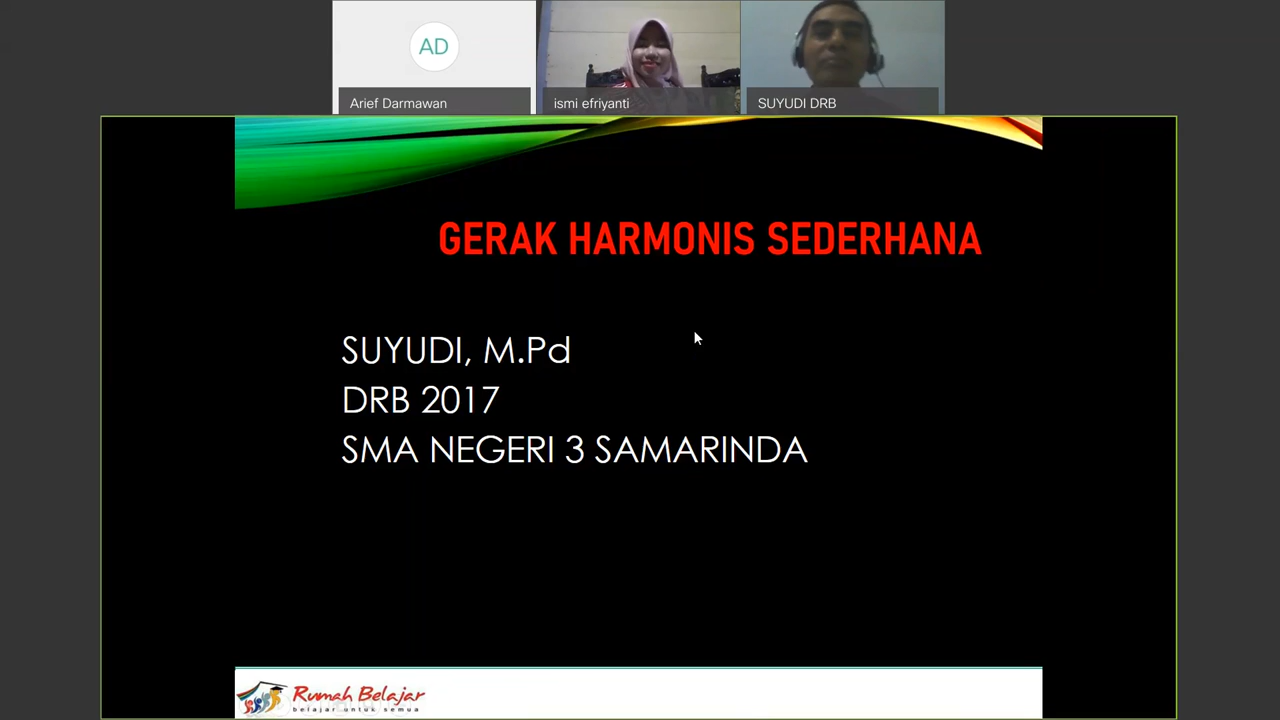 AD
Arief Darmawan
ismi efriyanti
SUYUDI DRB
GERAK HARMONIS SEDERHANA
SUYUDI, M.Pd
DRB 2017
SMA NEGERI 3 SAMARINDA
Rumah Belajar
belajar untuk semua